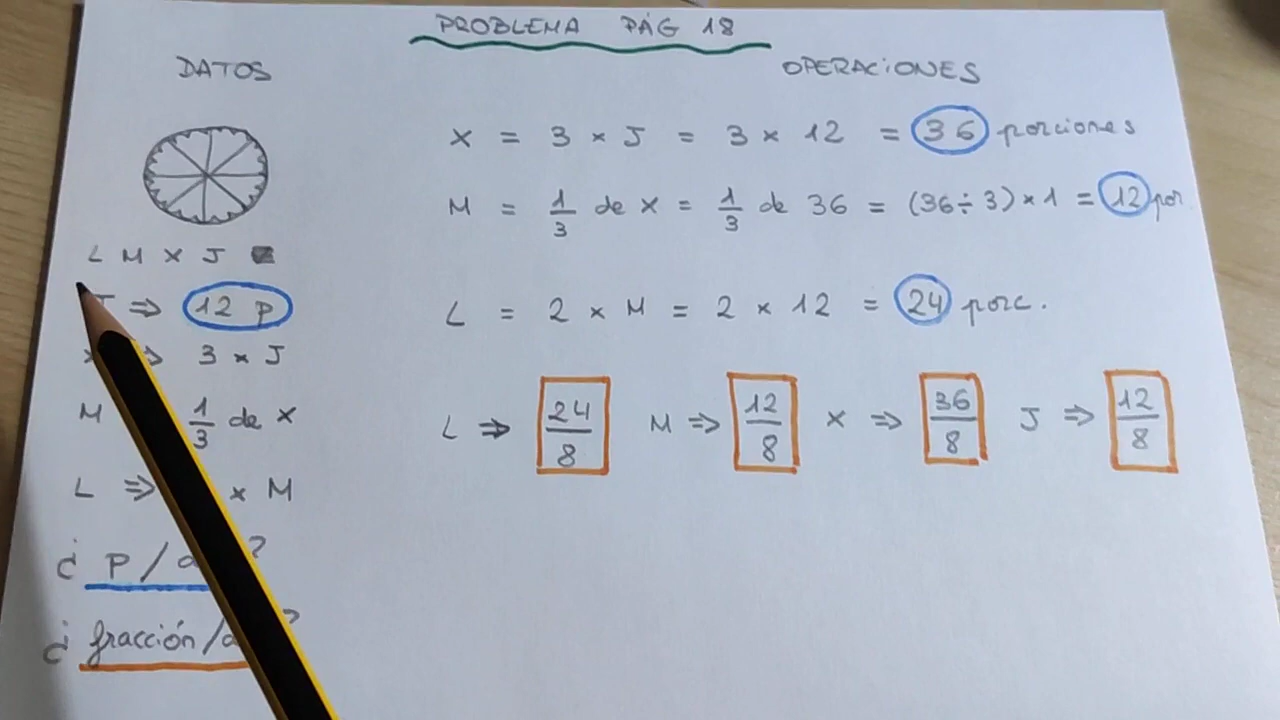 PROBLEMA PÁG 18
DATOS
L M X J
⇒ 12 p
⇒ 3 × J
M 1/3 de X
L ⇒ × M
¿ P / ?
¿ fracción / ?
OPERACIONES
X = 3 × J = 3 × 12 = 36 porciones
M = 1/3 de X = 1/3 de 36 = (36 ÷ 3) × 1 = 12 por.
L = 2 × M = 2 × 12 = 24 porc.
L ⇒ 24/8 M ⇒ 12/8 X ⇒ 36/8 J ⇒ 12/8